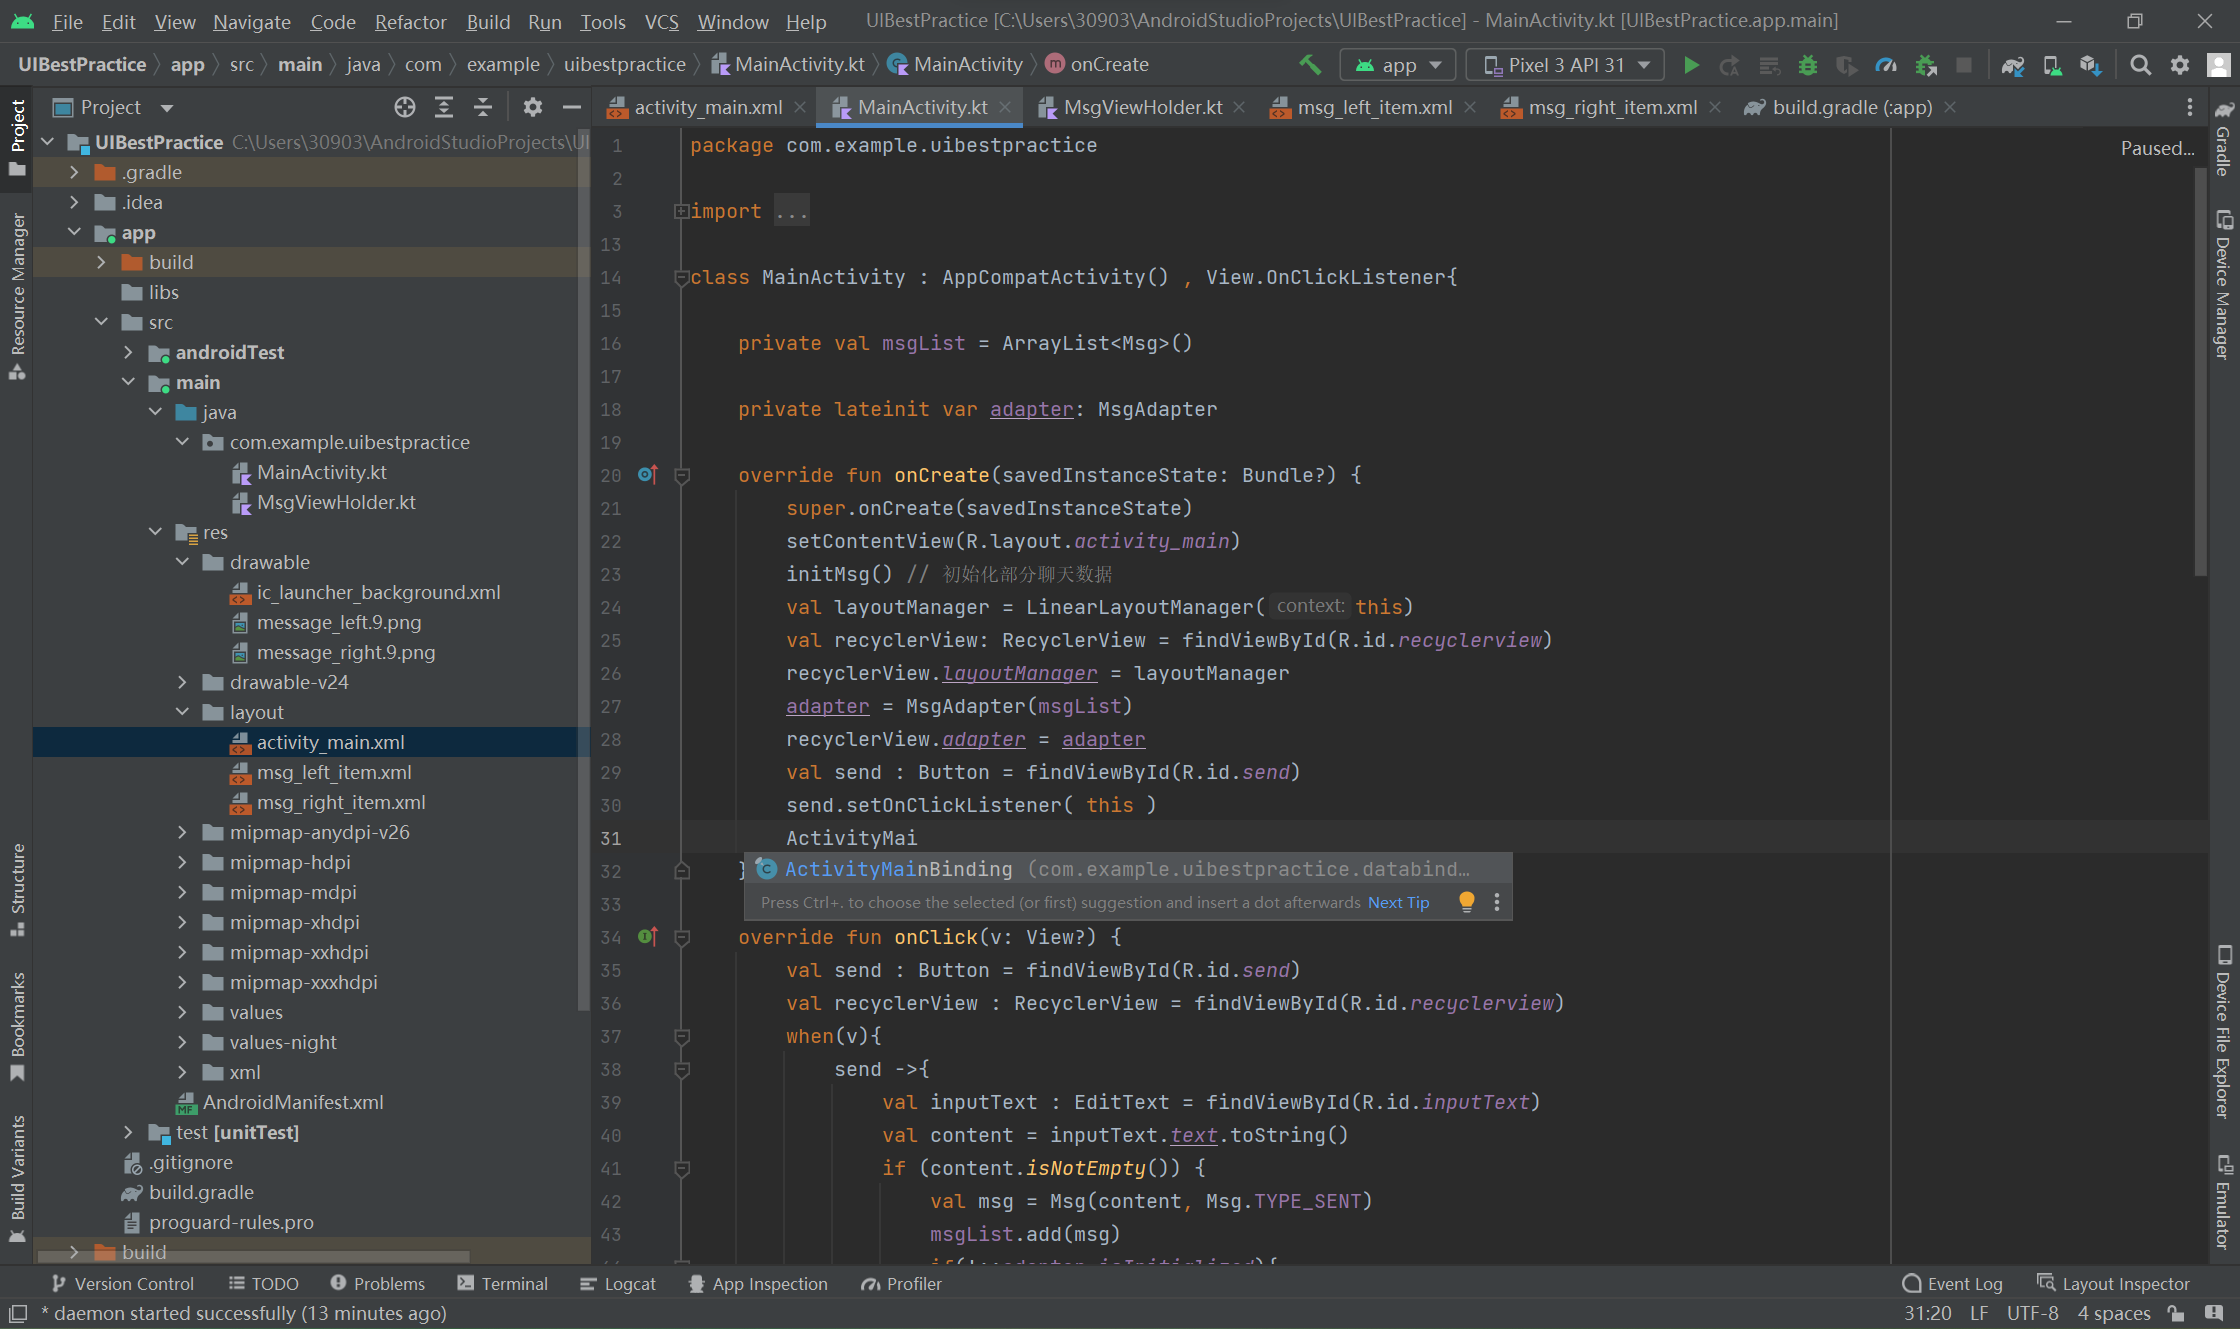 File Edit View Navigate Code Refactor Build Run Tools VCS Window Help UIBestPractice [C:\Users\30903\AndroidStudioProjects\UIBestPractice] - MainActivity.kt [UIBestPractice.app.main]
UIBestPractice app src main java com example uibestpractice MainActivity.kt MainActivity onCreate app Pixel 3 API 31
Project
activity_main.xml MainActivity.kt MsgViewHolder.kt msg_left_item.xml msg_right_item.xml build.gradle (:app)
Project
Resource Manager
Structure
Bookmarks
Build Variants
UIBestPractice C:\Users\30903\AndroidStudioProjects\UI
.gradle
.idea
app
build
libs
src
androidTest
main
java
com.example.uibestpractice
MainActivity.kt
MsgViewHolder.kt
res
drawable
ic_launcher_background.xml
message_left.9.png
message_right.9.png
drawable-v24
layout
activity_main.xml
msg_left_item.xml
msg_right_item.xml
mipmap-anydpi-v26
mipmap-hdpi
mipmap-mdpi
mipmap-xhdpi
mipmap-xxhdpi
mipmap-xxxhdpi
values
values-night
xml
AndroidManifest.xml
test [unitTest]
.gitignore
build.gradle
proguard-rules.pro
build
Paused...
1 package com.example.uibestpractice
2
3 import ...
13
14 class MainActivity : AppCompatActivity() , View.OnClickListener{
15
16 private val msgList = ArrayList<Msg>()
17
18 private lateinit var adapter: MsgAdapter
19
20 override fun onCreate(savedInstanceState: Bundle?) {
21 super.onCreate(savedInstanceState)
22 setContentView(R.layout.activity_main)
23 initMsg() // 初始化部分聊天数据
24 val layoutManager = LinearLayoutManager( context: this)
25 val recyclerView: RecyclerView = findViewById(R.id.recyclerview)
26 recyclerView.layoutManager = layoutManager
27 adapter = MsgAdapter(msgList)
28 recyclerView.adapter = adapter
29 val send : Button = findViewById(R.id.send)
30 send.setOnClickListener( this )
31 ActivityMai
32 } ActivityMainBinding (com.example.uibestpractice.databind...
33 Press Ctrl+. to choose the selected (or first) suggestion and insert a dot afterwards Next Tip
34 override fun onClick(v: View?) {
35 val send : Button = findViewById(R.id.send)
36 val recyclerView : RecyclerView = findViewById(R.id.recyclerview)
37 when(v){
38 send ->{
39 val inputText : EditText = findViewById(R.id.inputText)
40 val content = inputText.text.toString()
41 if (content.isNotEmpty()) {
42 val msg = Msg(content, Msg.TYPE_SENT)
43 msgList.add(msg)
Gradle
Device Manager
Device File Explorer
Emulator
Version Control TODO Problems Terminal Logcat App Inspection Profiler Event Log Layout Inspector
* daemon started successfully (13 minutes ago) 31:20 LF UTF-8 4 spaces